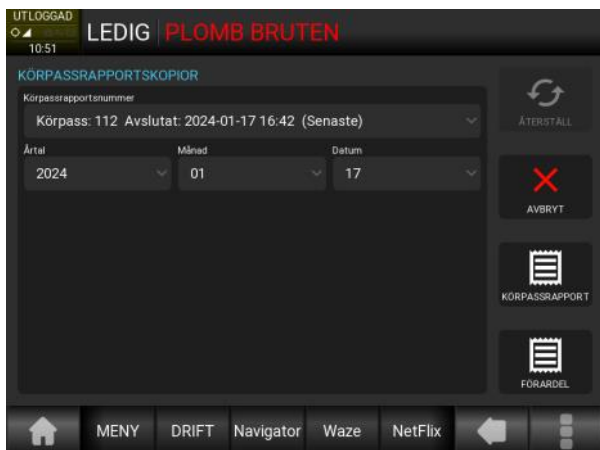 UTLOGGAD
10:51
LEDIG PLOMB BRUTEN
KÖRPASSRAPPORTSKOPIOR
Körpassrapportsnummer
Körpass: 112 Avslutat: 2024-01-17 16:42 (Senaste)
Årtal Månad Datum
2024 01 17
ÅTERSTÄLL
AVBRYT
KÖRPASSRAPPORT
FÖRARDEL
MENY DRIFT Navigator Waze NetFlix